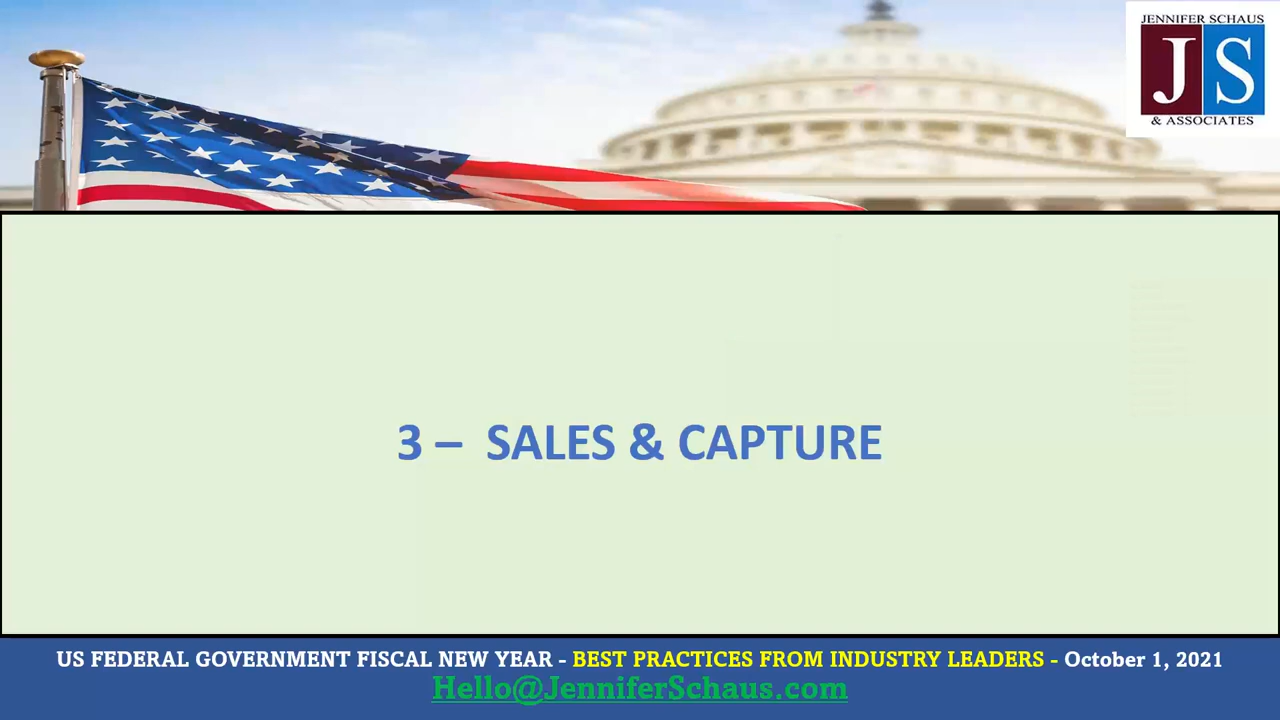 JENNIFER SCHAUS
JS
& ASSOCIATES
3 – SALES & CAPTURE
US FEDERAL GOVERNMENT FISCAL NEW YEAR - BEST PRACTICES FROM INDUSTRY LEADERS - October 1, 2021
Hello@JenniferSchaus.com